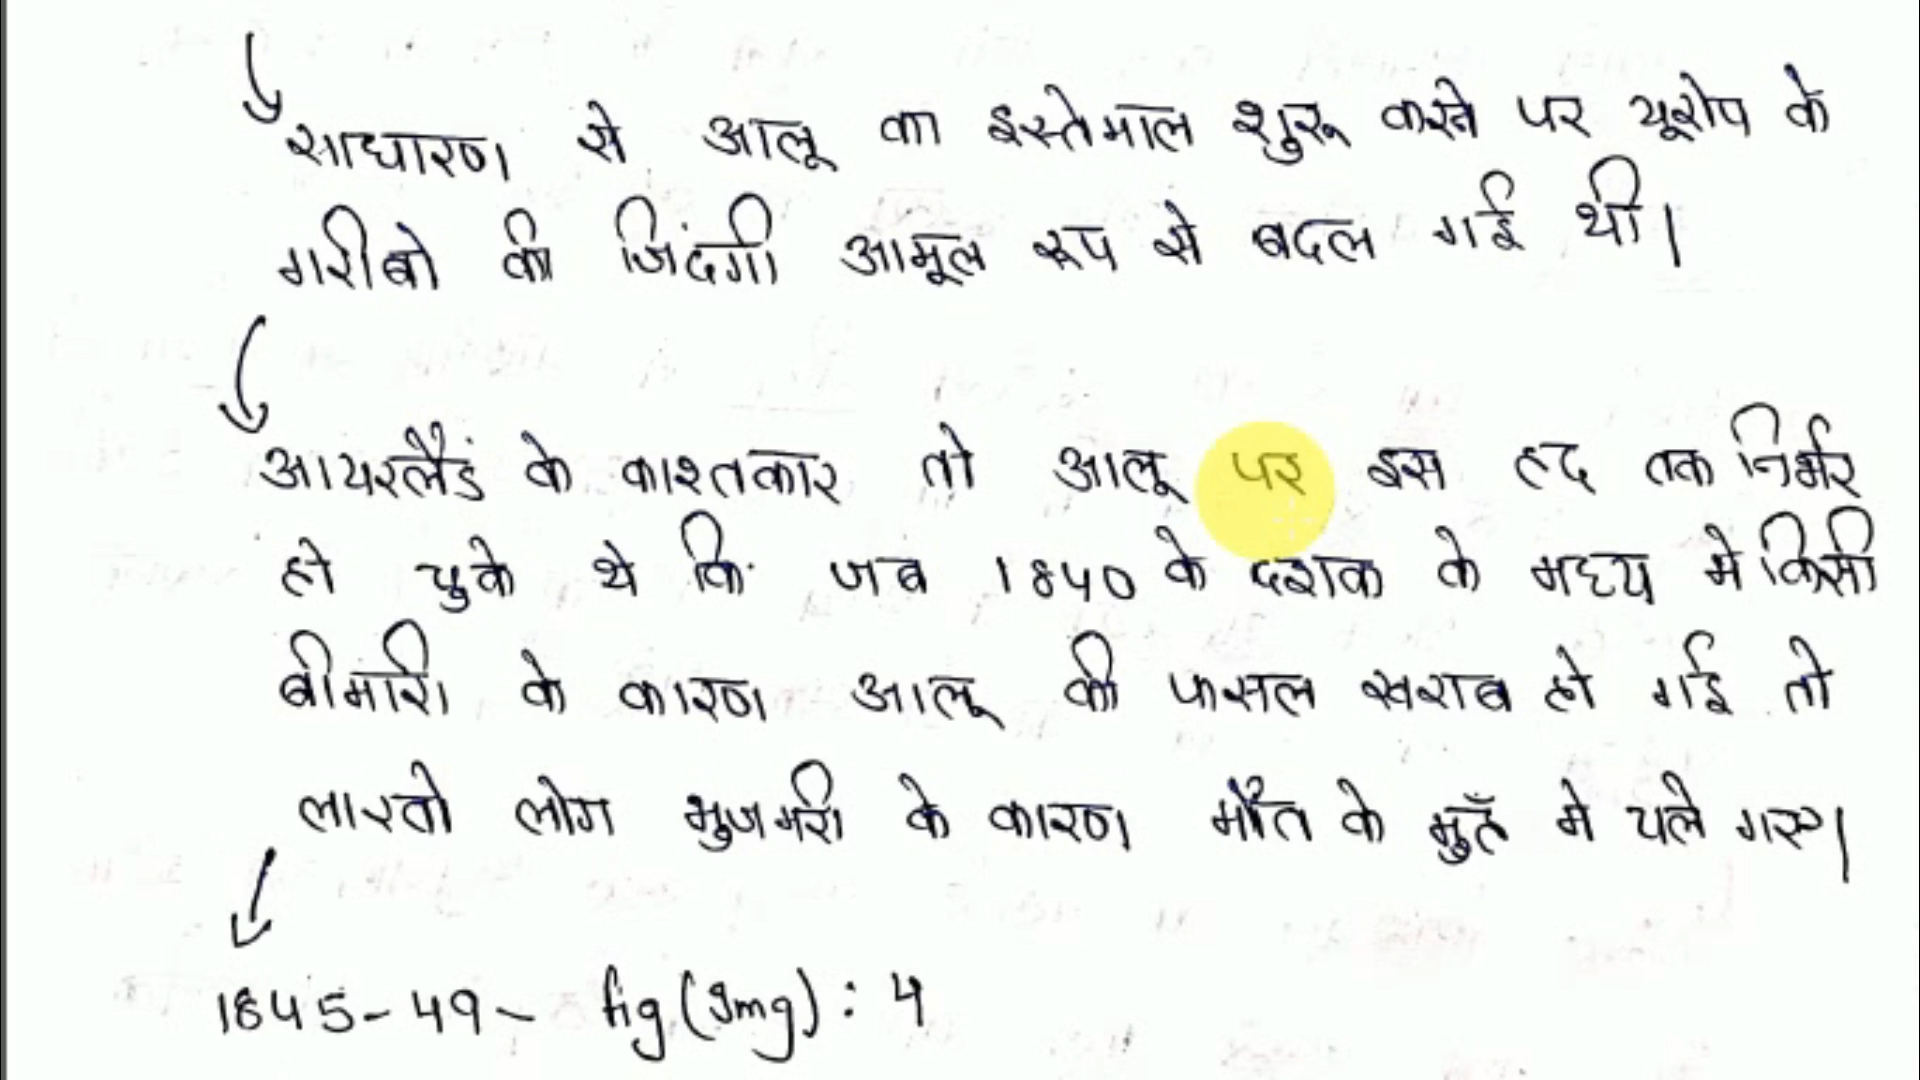 साधारण से आलू का इस्तेमाल शुरू करने पर यूरोप के
गरीबो की जिंदगी आमूल रूप से बदल गई थी।
आयरलैडं के काश्तकार तो आलू पर इस हद तक निर्भर
हो चुके थे कि जब 1840 के दशक के मध्य मे किसी
बीमारी के कारण आलू की फसल खराब हो गई तो
लाखो लोग भुजमरी के कारण मौत के मुहँ मे चले गए।
1845-49- fig (Img): 4